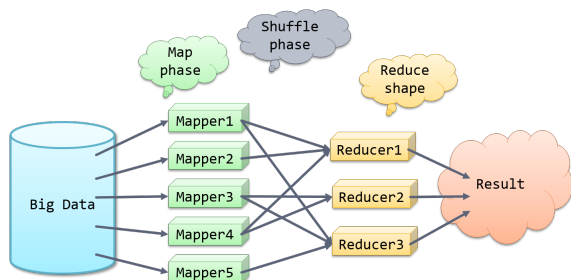 Shuffle
phase
Map
phase
Reduce
shape
Mapper1
Mapper2
Mapper3
Mapper4
Mapper5
Big Data
Reducer1
Reducer2
Reducer3
Result